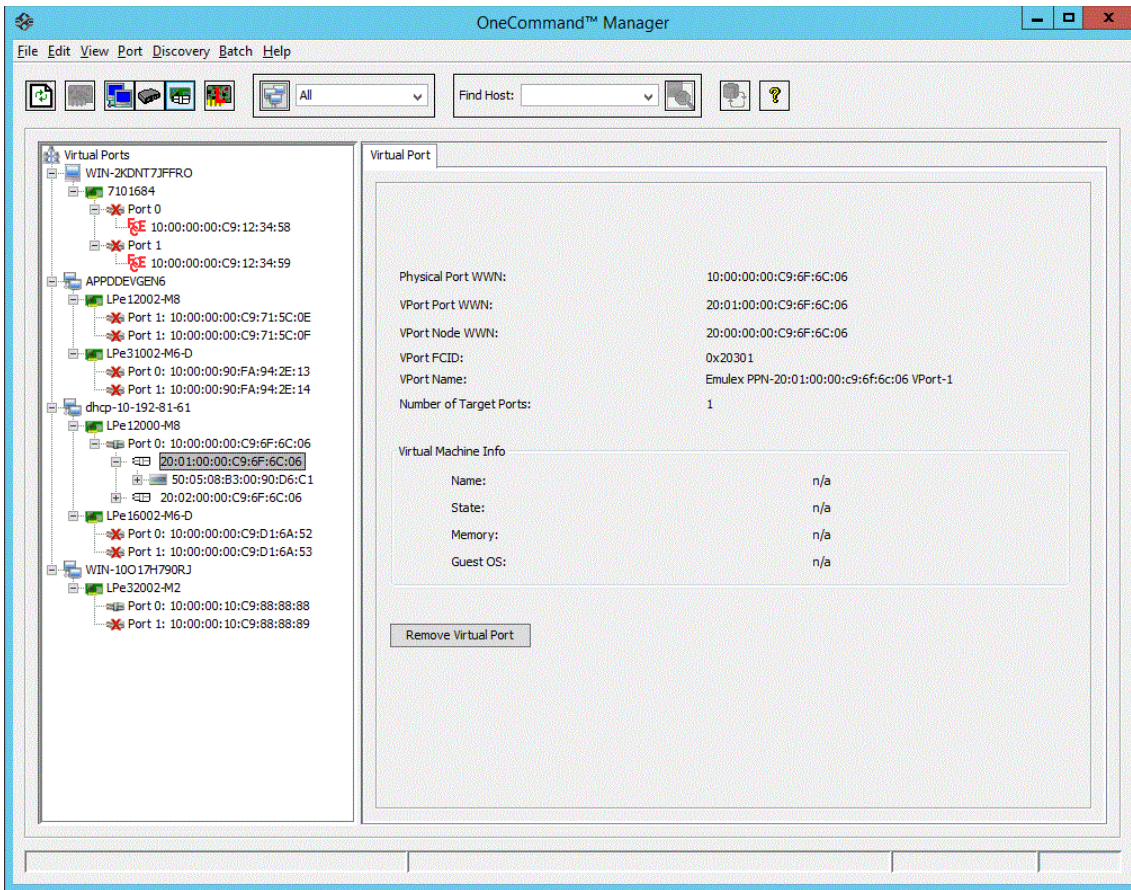 OneCommand™ Manager
File Edit View Port Discovery Batch Help
All
Find Host:
Virtual Ports
WIN-2KDNT7JFFRO
7101684
Port 0
FCoE 10:00:00:00:C9:12:34:58
Port 1
FCoE 10:00:00:00:C9:12:34:59
APPDDEVGEN6
LPe12002-M8
Port 1: 10:00:00:00:C9:71:5C:0E
Port 1: 10:00:00:00:C9:71:5C:0F
LPe31002-M6-D
Port 0: 10:00:00:90:FA:94:2E:13
Port 1: 10:00:00:90:FA:94:2E:14
dhcp-10-192-81-61
LPe12000-M8
Port 0: 10:00:00:00:C9:6F:6C:06
20:01:00:00:C9:6F:6C:06
50:05:08:B3:00:90:D6:C1
20:02:00:00:C9:6F:6C:06
LPe16002-M6-D
Port 0: 10:00:00:00:C9:D1:6A:52
Port 1: 10:00:00:00:C9:D1:6A:53
WIN-10O17H790RJ
LPe32002-M2
Port 0: 10:00:00:10:C9:88:88:88
Port 1: 10:00:00:10:C9:88:88:89
Virtual Port
Physical Port WWN: 10:00:00:00:C9:6F:6C:06
VPort Port WWN: 20:01:00:00:C9:6F:6C:06
VPort Node WWN: 20:00:00:00:C9:6F:6C:06
VPort FCID: 0x20301
VPort Name: Emulex PPN-20:01:00:00:c9:6f:6c:06 VPort-1
Number of Target Ports: 1
Virtual Machine Info
Name: n/a
State: n/a
Memory: n/a
Guest OS: n/a
Remove Virtual Port